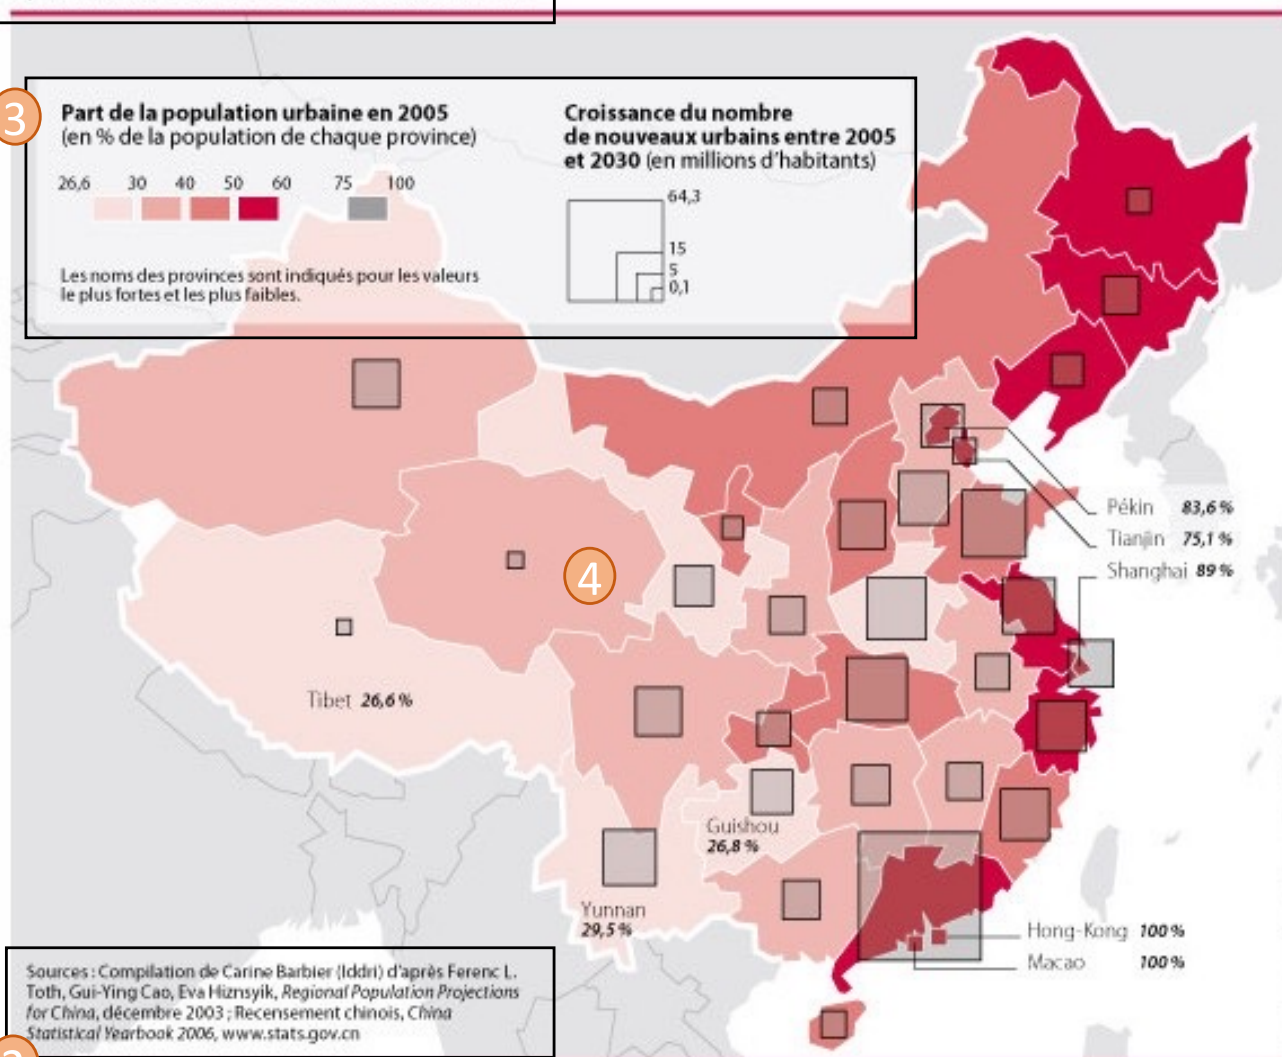 3
Part de la population urbaine en 2005
(en % de la population de chaque province)
26,6 30 40 50 60 75 100
Les noms des provinces sont indiqués pour les valeurs
le plus fortes et les plus faibles.
Croissance du nombre
de nouveaux urbains entre 2005
et 2030 (en millions d'habitants)
64,3
15
5
0,1
Pékin 83,6 %
Tianjin 75,1 %
Shanghai 89 %
4
Tibet 26,6 %
Guishou
26,8 %
Yunnan
29,5 %
Hong-Kong 100 %
Macao 100 %
Sources : Compilation de Carine Barbier (Iddri) d'après Ferenc L.
Toth, Gui-Ying Cao, Eva Hiznsyik, Regional Population Projections
for China, décembre 2003 ; Recensement chinois, China
Statistical Yearbook 2006, www.stats.gov.cn